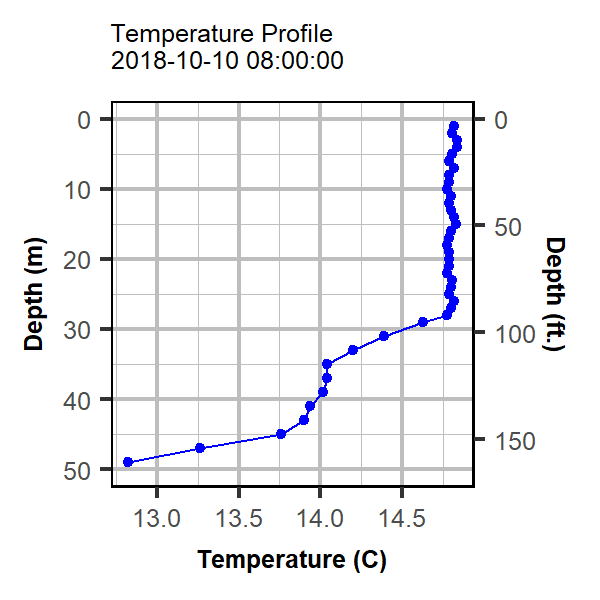 Temperature Profile
2018-10-10 08:00:00
0
10
20
30
40
50
Depth (m)
0
50
100
150
Depth (ft.)
13.0 13.5 14.0 14.5
Temperature (C)